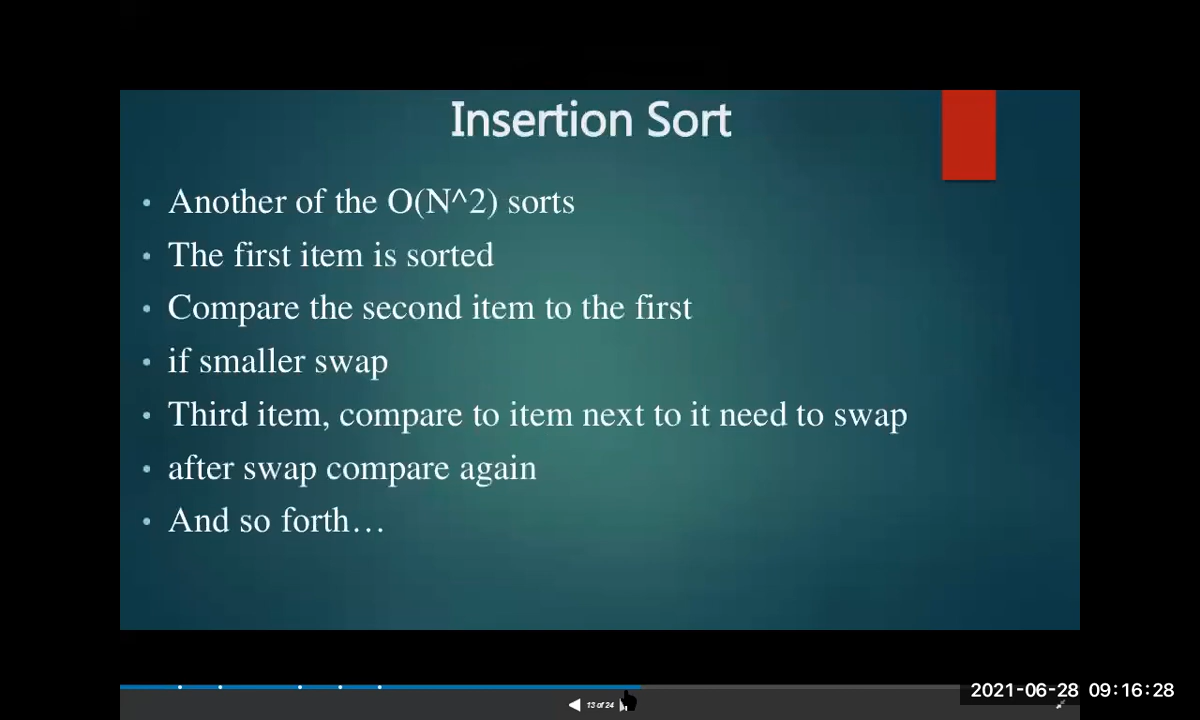 Insertion Sort
• Another of the O(N^2) sorts
• The first item is sorted
• Compare the second item to the first
• if smaller swap
• Third item, compare to item next to it need to swap
• after swap compare again
• And so forth…
13 of 24
2021-06-28 09:16:28